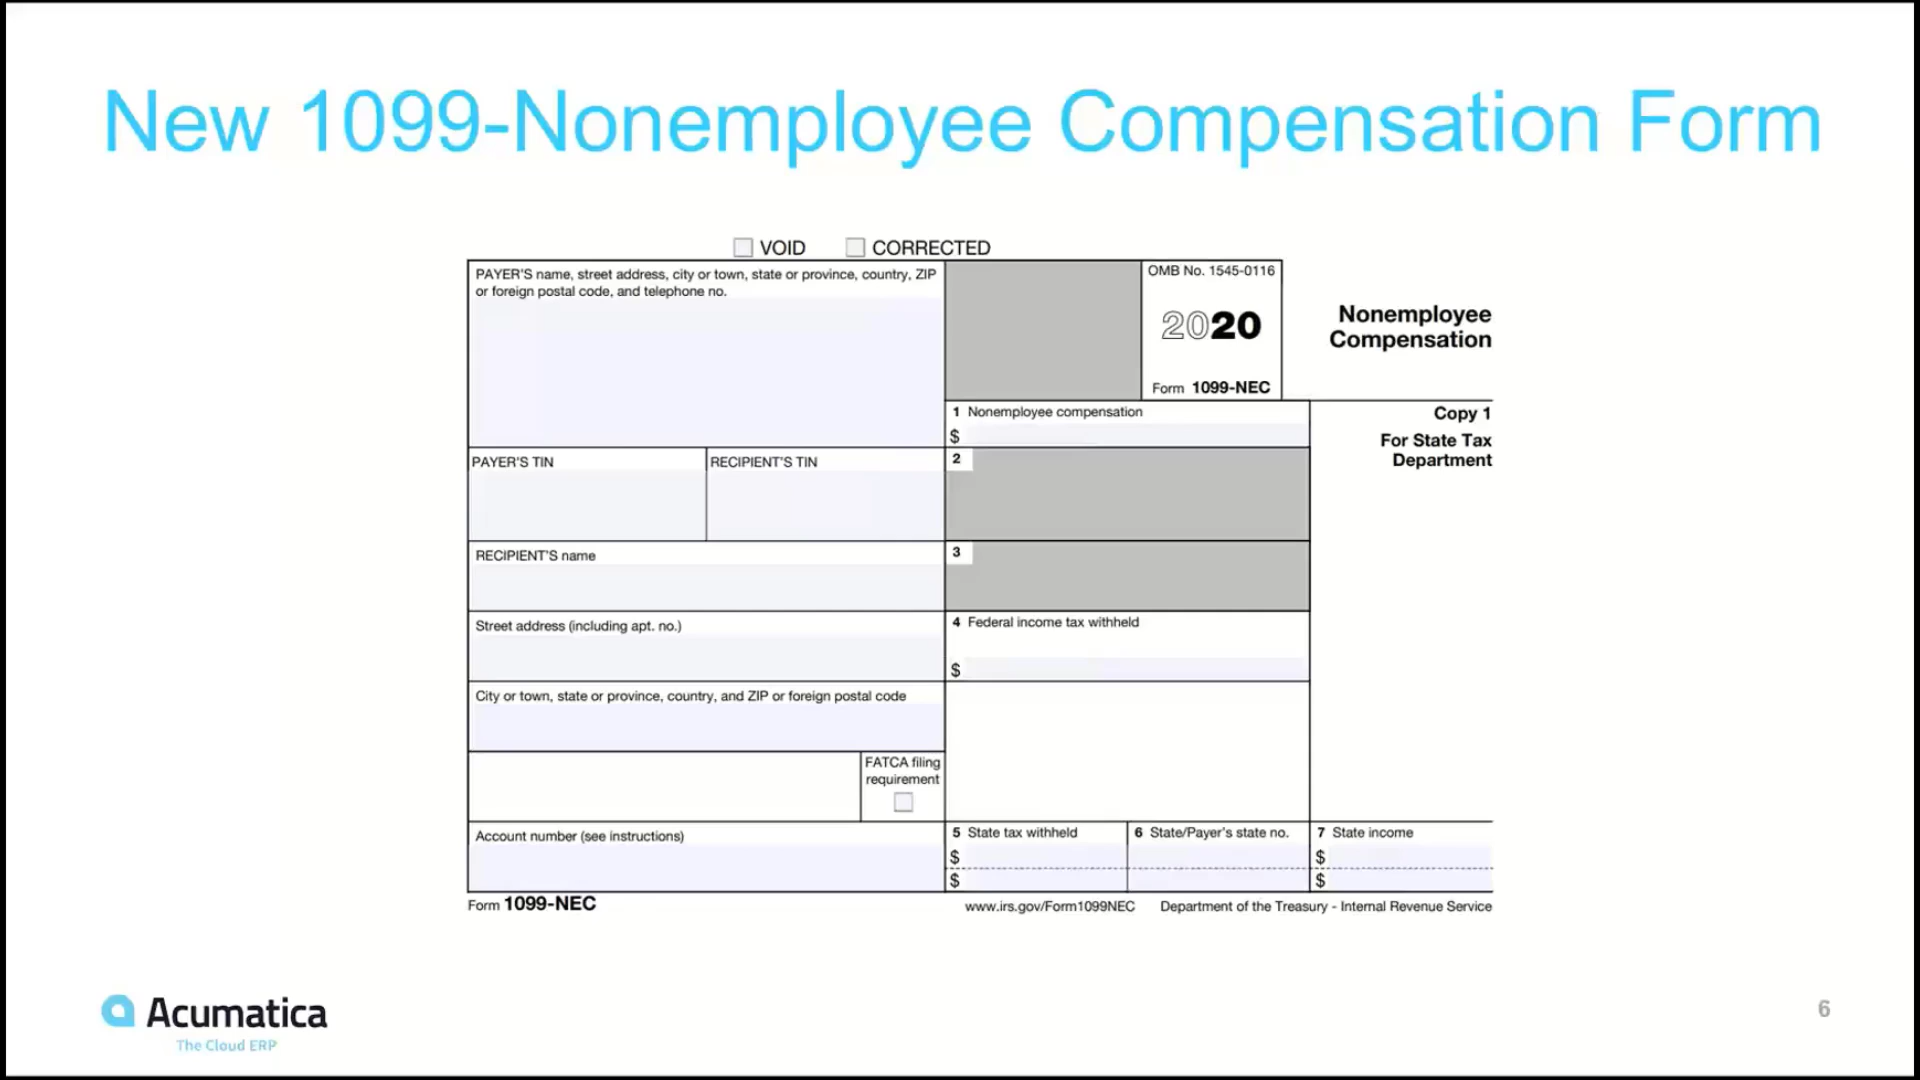 New 1099-Nonemployee Compensation Form
VOID
CORRECTED
PAYER'S name, street address, city or town, state or province, country, ZIP
or foreign postal code, and telephone no.
OMB No. 1545-0116
2020
Form 1099-NEC
Nonemployee
Compensation
1 Nonemployee compensation
$
Copy 1
For State Tax
Department
PAYER'S TIN
RECIPIENT'S TIN
2
RECIPIENT'S name
3
Street address (including apt. no.)
4 Federal income tax withheld
$
City or town, state or province, country, and ZIP or foreign postal code
FATCA filing
requirement
Account number (see instructions)
5 State tax withheld
$
$
6 State/Payer's state no.
7 State income
$
$
Form 1099-NEC
www.irs.gov/Form1099NEC
Department of the Treasury - Internal Revenue Service
Acumatica
The Cloud ERP
6